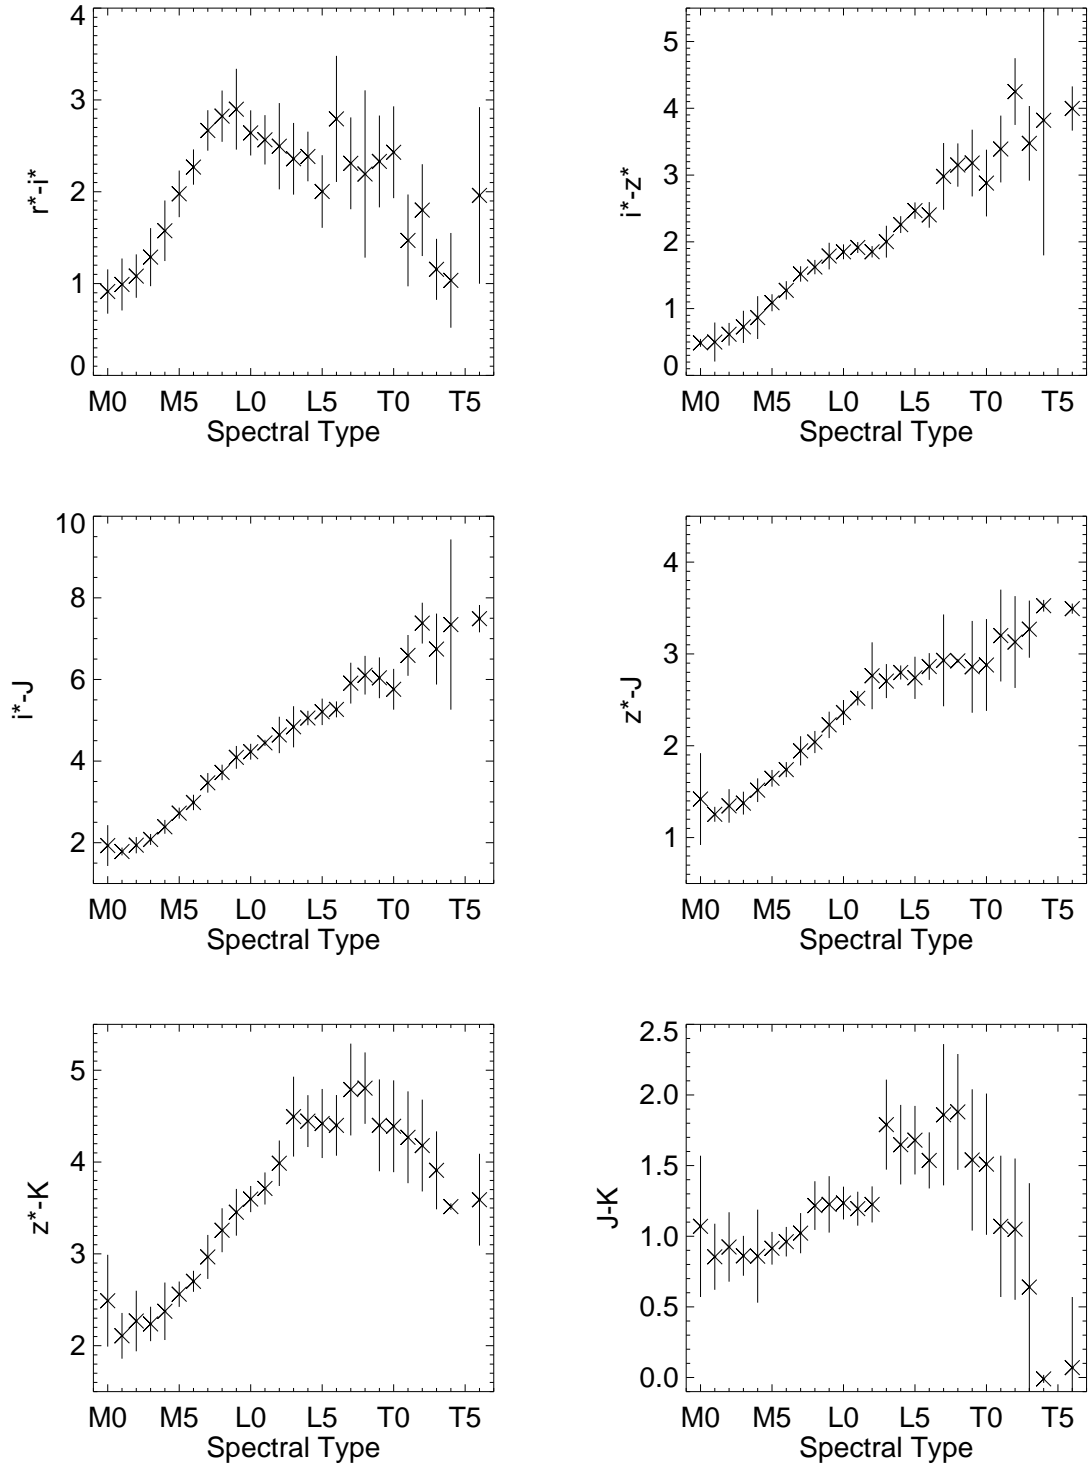 4
3
2
1
0
r*-i*
M0 M5 L0 L5 T0 T5
Spectral Type
5
4
3
2
1
0
i*-z*
M0 M5 L0 L5 T0 T5
Spectral Type
10
8
6
4
2
i*-J
M0 M5 L0 L5 T0 T5
Spectral Type
4
3
2
1
z*-J
M0 M5 L0 L5 T0 T5
Spectral Type
5
4
3
2
z*-K
M0 M5 L0 L5 T0 T5
Spectral Type
2.5
2.0
1.5
1.0
0.5
0.0
J-K
M0 M5 L0 L5 T0 T5
Spectral Type